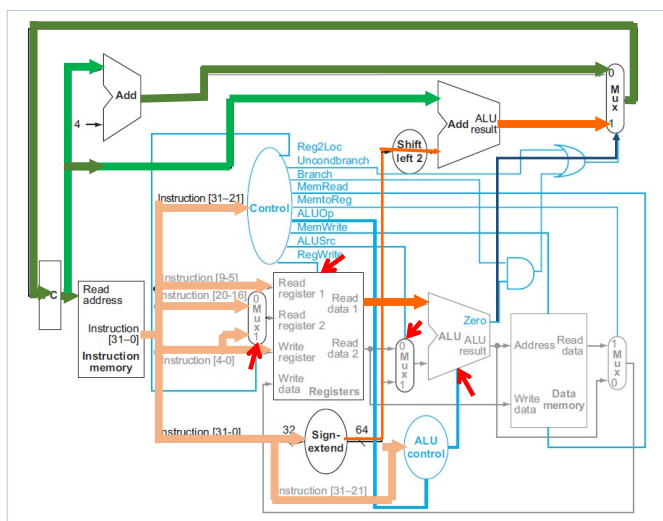 0
M
u
x
1
Add
4
Add ALU
result
Shift
left 2
Reg2Loc
Uncondbranch
Branch
MemRead
MemtoReg
ALUOp
MemWrite
ALUSrc
RegWrite
Instruction [31–21]
Control
C
Read
address
Instruction
[31–0]
Instruction
memory
Instruction [9-5]
Instruction [20-16]
Instruction [4-0]
0
M
u
x
1
Read
register 1
Read
register 2
Write
register
Write
data
Read
data 1
Read
data 2
Registers
0
M
u
x
1
Zero
ALU
ALU
result
Address
Read
data
Write
data
Data
memory
1
M
u
x
0
Instruction [31-0]
32
Sign-
extend
64
ALU
control
nstruction [31–21]